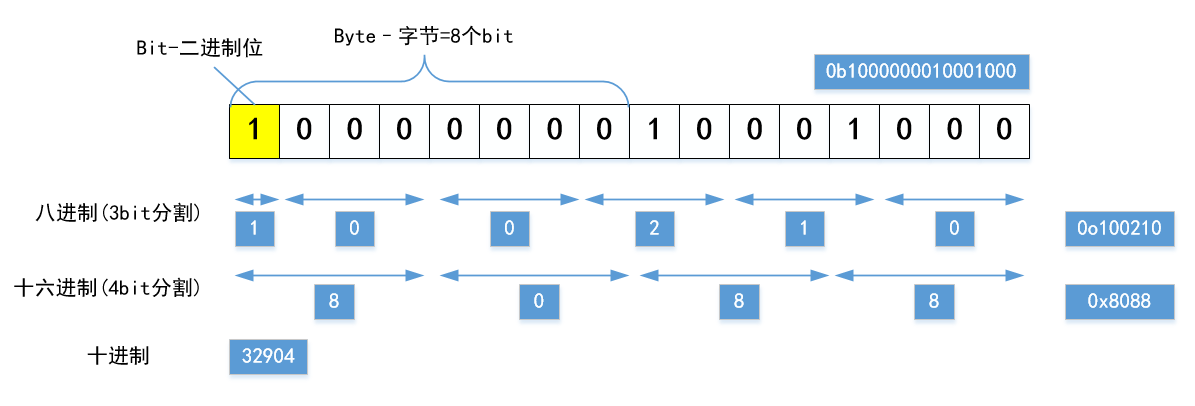 Byte-字节=8个bit
Bit-二进制位
0b1000000010001000
1 0 0 0 0 0 0 0 1 0 0 0 1 0 0 0
八进制(3bit分割)
1 0 0 2 1 0 0o100210
十六进制(4bit分割)
8 0 8 8 0x8088
十进制
32904